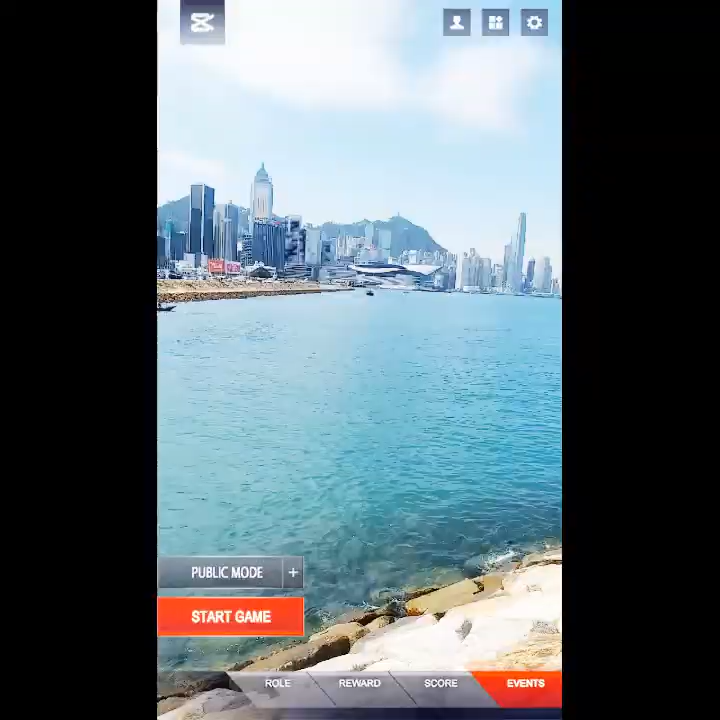 PUBLIC MODE +
START GAME
ROLE
REWARD
SCORE
EVENTS